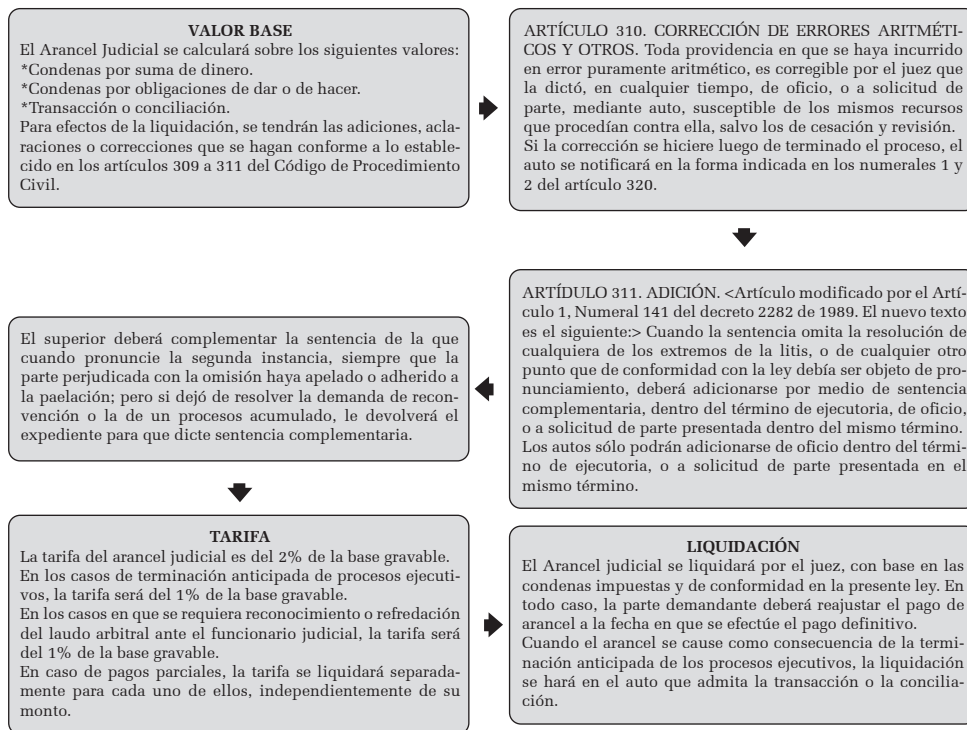 VALOR BASE
El Arancel Judicial se calculará sobre los siguientes valores:
*Condenas por suma de dinero.
*Condenas por obligaciones de dar o de hacer.
*Transacción o conciliación.
Para efectos de la liquidación, se tendrán las adiciones, acla-
raciones o correcciones que se hagan conforme a lo estable-
cido en los artículos 309 a 311 del Código de Procedimiento
Civil.
ARTÍCULO 310. CORRECCIÓN DE ERRORES ARITMÉTI-
COS Y OTROS. Toda providencia en que se haya incurrido
en error puramente aritmético, es corregible por el juez que
la dictó, en cualquier tiempo, de oficio, o a solicitud de
parte, mediante auto, susceptible de los mismos recursos
que procedían contra ella, salvo los de cesación y revisión.
Si la corrección se hiciere luego de terminado el proceso, el
auto se notificará en la forma indicada en los numerales 1 y
2 del artículo 320.
ARTÍDULO 311. ADICIÓN. <Artículo modificado por el Artí-
culo 1, Numeral 141 del decreto 2282 de 1989. El nuevo texto
es el siguiente:> Cuando la sentencia omita la resolución de
cualquiera de los extremos de la litis, o de cualquier otro
punto que de conformidad con la ley debía ser objeto de pro-
nunciamiento, deberá adicionarse por medio de sentencia
complementaria, dentro del término de ejecutoria, de oficio,
o a solicitud de parte presentada dentro del mismo término.
Los autos sólo podrán adicionarse de oficio dentro del térmi-
no de ejecutoria, o a solicitud de parte presentada en el
mismo término.
El superior deberá complementar la sentencia de la que
cuando pronuncie la segunda instancia, siempre que la
parte perjudicada con la omisión haya apelado o adherido a
la paelación; pero si dejó de resolver la demanda de recon-
vención o la de un procesos acumulado, le devolverá el
expediente para que dicte sentencia complementaria.
TARIFA
La tarifa del arancel judicial es del 2% de la base gravable.
En los casos de terminación anticipada de procesos ejecuti-
vos, la tarifa será del 1% de la base gravable.
En los casos en que se requiera reconocimiento o refredación
del laudo arbitral ante el funcionario judicial, la tarifa será
del 1% de la base gravable.
En caso de pagos parciales, la tarifa se liquidará separada-
mente para cada uno de ellos, independientemente de su
monto.
LIQUIDACIÓN
El Arancel judicial se liquidará por el juez, con base en las
condenas impuestas y de conformidad en la presente ley. En
todo caso, la parte demandante deberá reajustar el pago de
arancel a la fecha en que se efectúe el pago definitivo.
Cuando el arancel se cause como consecuencia de la termi-
nación anticipada de los procesos ejecutivos, la liquidación
se hará en el auto que admita la transacción o la concilia-
ción.